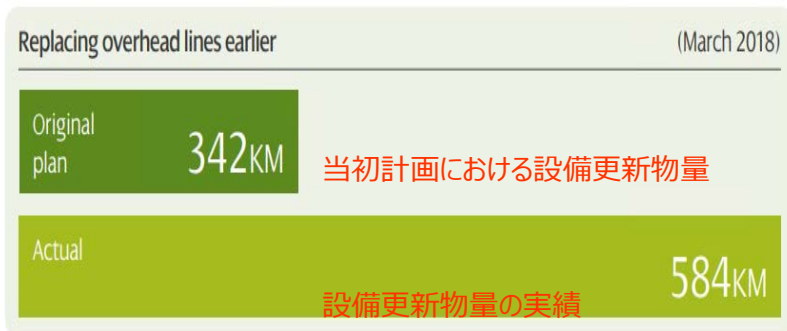 Replacing overhead lines earlier (March 2018)
Original
plan
342KM
当初計画における設備更新物量
Actual
584KM
設備更新物量の実績